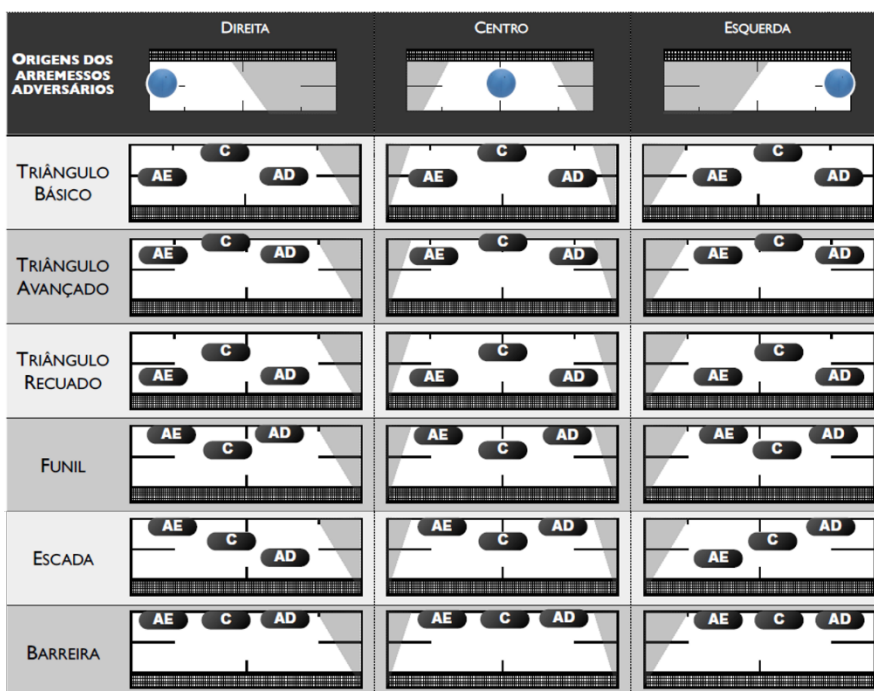 DIREITA
CENTRO
ESQUERDA
ORIGENS DOS
ARREMESSOS
ADVERSÁRIOS
TRIÂNGULO
BÁSICO
C
AE
AD
C
AE
AD
C
AE
AD
TRIÂNGULO
AVANÇADO
C
AE
AD
C
AE
AD
C
AE
AD
TRIÂNGULO
RECUADO
C
AE
AD
C
AE
AD
C
AE
AD
FUNIL
AE
AD
C
AE
AD
C
AE
AD
C
ESCADA
AE
C
AD
AE
AD
C
AD
C
AE
BARREIRA
AE C AD
AE C AD
AE C AD